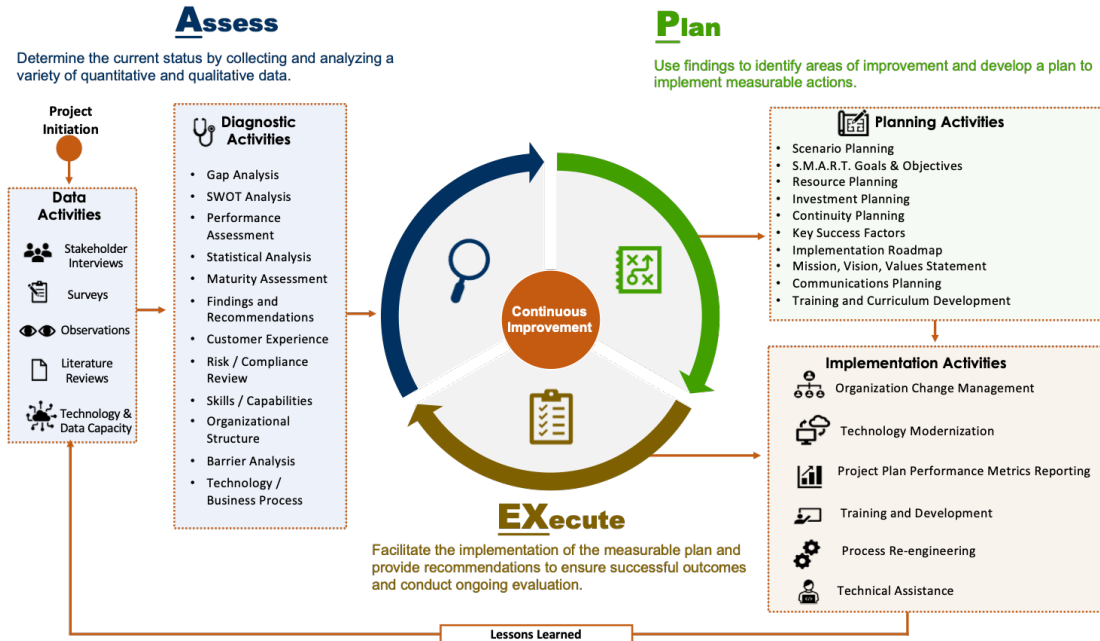 Assess
Determine the current status by collecting and analyzing a
variety of quantitative and qualitative data.
Plan
Use findings to identify areas of improvement and develop a plan to
implement measurable actions.
Project
Initiation
Data
Activities
Stakeholder
Interviews
Surveys
Observations
Literature
Reviews
Technology &
Data Capacity
Diagnostic
Activities
• Gap Analysis
• SWOT Analysis
• Performance
Assessment
• Statistical Analysis
• Maturity Assessment
• Findings and
Recommendations
• Customer Experience
• Risk / Compliance
Review
• Skills / Capabilities
• Organizational
Structure
• Barrier Analysis
• Technology /
Business Process
Continuous
Improvement
Planning Activities
• Scenario Planning
• S.M.A.R.T. Goals & Objectives
• Resource Planning
• Investment Planning
• Continuity Planning
• Key Success Factors
• Implementation Roadmap
• Mission, Vision, Values Statement
• Communications Planning
• Training and Curriculum Development
Implementation Activities
Organization Change Management
Technology Modernization
Project Plan Performance Metrics Reporting
Training and Development
Process Re-engineering
Technical Assistance
EXecute
Facilitate the implementation of the measurable plan and
provide recommendations to ensure successful outcomes
and conduct ongoing evaluation.
Lessons Learned